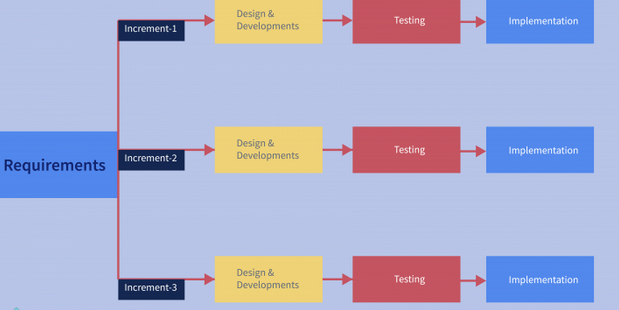 Increment-1
Design &
Developments
Testing
Implementation
Requirements
Increment-2
Design &
Developments
Testing
Implementation
Increment-3
Design &
Developments
Testing
Implementation